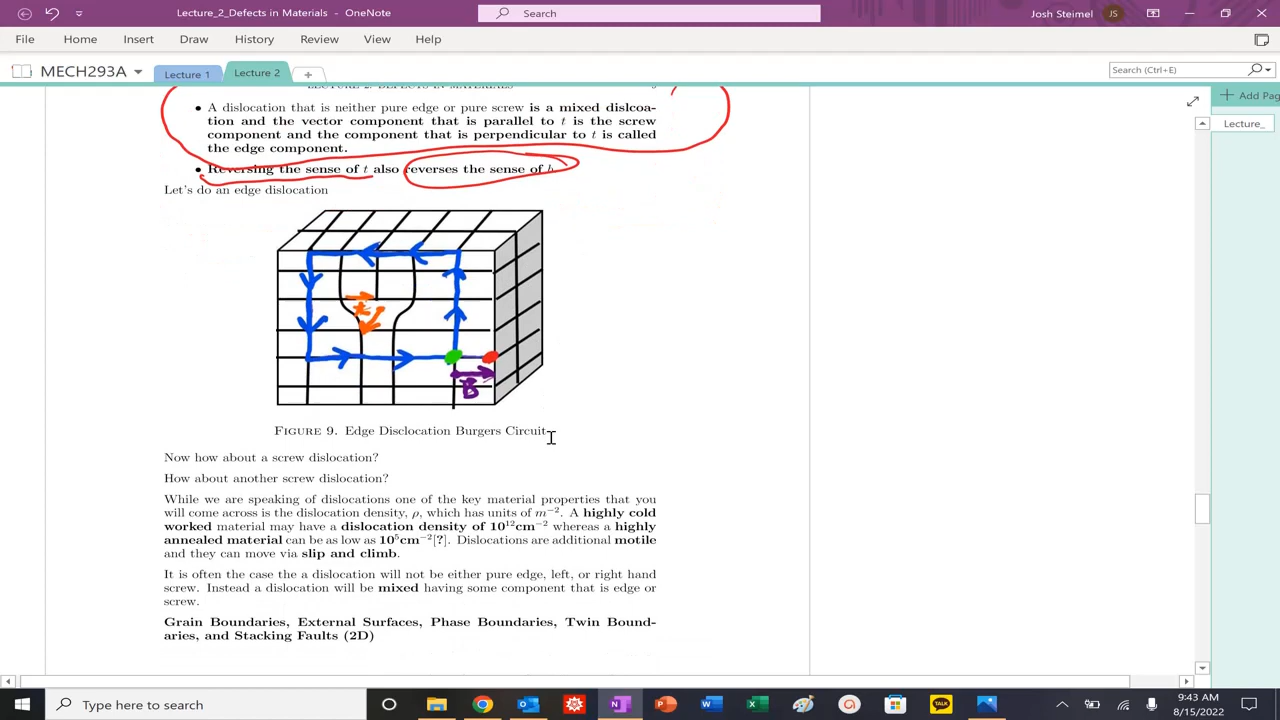 Lecture_2_Defects in Materials - OneNote
Search
Josh Steimel
JS
File Home Insert Draw History Review View Help
MECH293A
Lecture 1
Lecture 2
+
Search (Ctrl+E)
Add Pag
Lecture_
LECTURE 2: DEFECTS IN MATERIALS
• A dislocation that is neither pure edge or pure screw is a mixed dislcoa-
tion and the vector component that is parallel to t is the screw
component and the component that is perpendicular to t is called
the edge component.
• Reversing the sense of t also reverses the sense of b.
Let's do an edge dislocation
t
B
FIGURE 9. Edge Disclocation Burgers Circuit
Now how about a screw dislocation?
How about another screw dislocation?
While we are speaking of dislocations one of the key material properties that you
will come across is the dislocation density, ρ, which has units of m⁻². A highly cold
worked material may have a dislocation density of 10¹²cm⁻² whereas a highly
annealed material can be as low as 10⁵cm⁻²[?]. Dislocations are additional motile
and they can move via slip and climb.
It is often the case the a dislocation will not be either pure edge, left, or right hand
screw. Instead a dislocation will be mixed having some component that is edge or
screw.
Grain Boundaries, External Surfaces, Phase Boundaries, Twin Bound-
aries, and Stacking Faults (2D)
Type here to search
TALK
9:43 AM
8/15/2022